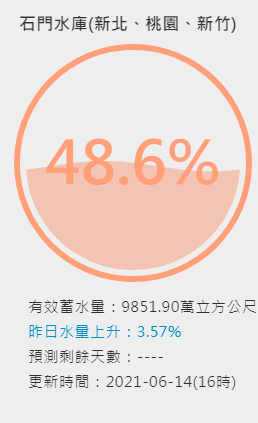 石門水庫(新北、桃園、新竹)
48.6%
有效蓄水量：9851.90萬立方公尺
昨日水量上升：3.57%
預測剩餘天數：----
更新時間：2021-06-14(16時)